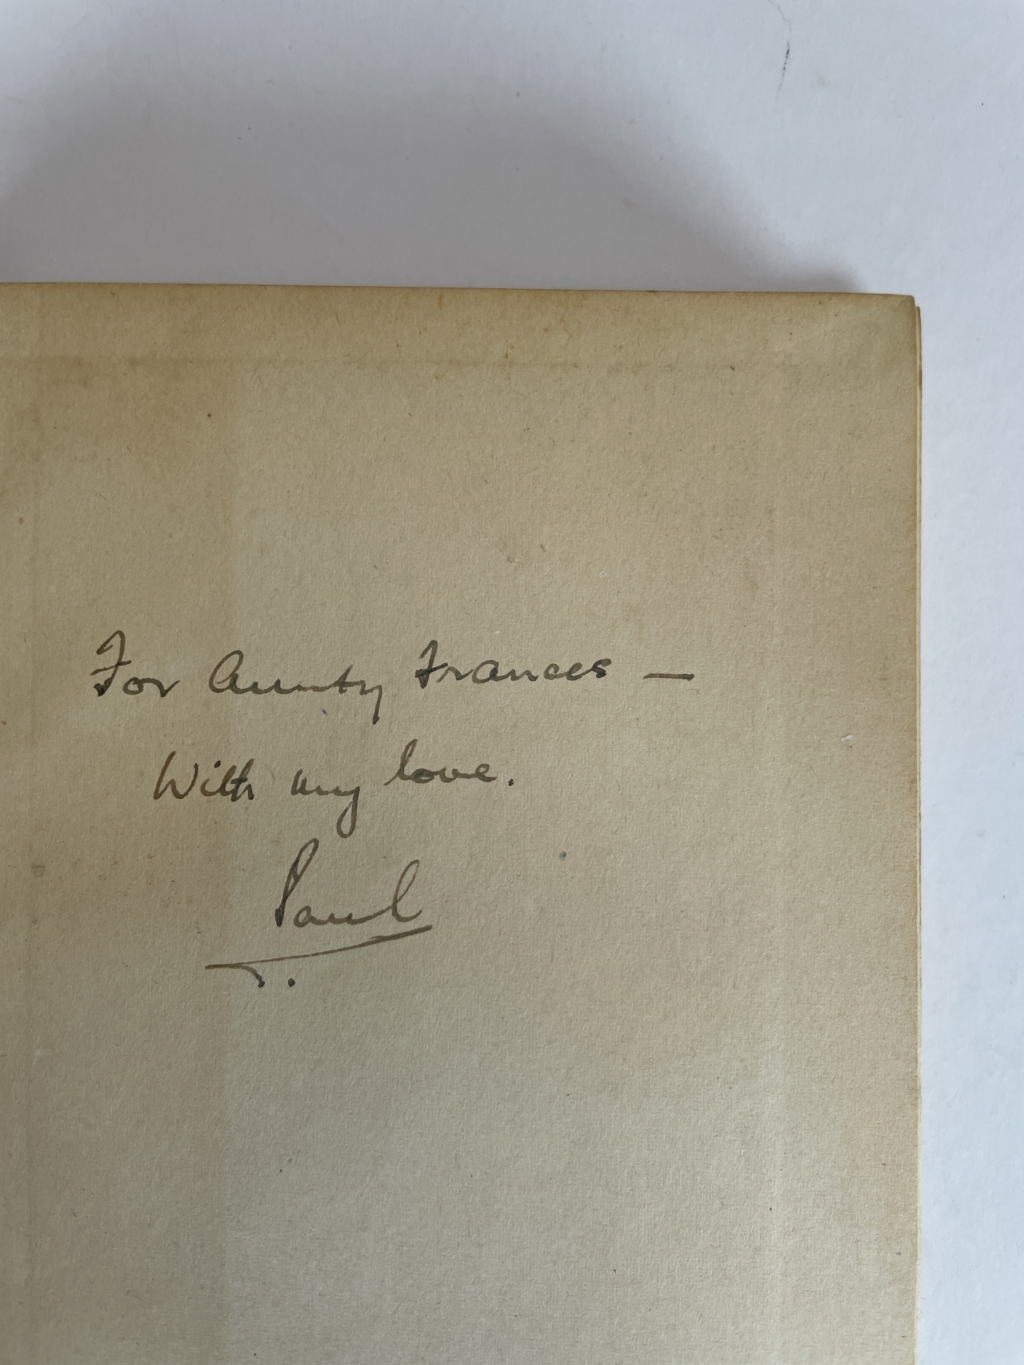 For Aunty Frances —
With my love.
Paul